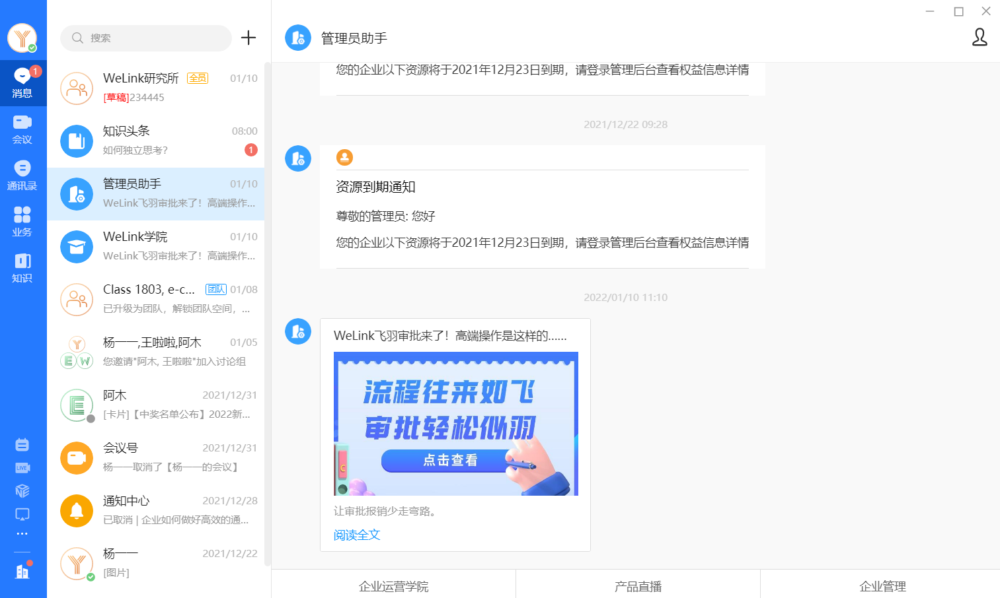 搜索
管理员助手
1
消息
会议
通讯录
业务
知识
LIVE
WeLink研究所 全员 01/10
[草稿]234445
知识头条 08:00
如何独立思考? 1
管理员助手 01/10
WeLink飞羽审批来了！高端操作...
WeLink学院 01/10
WeLink飞羽审批来了！高端操作...
Class 1803, e-c... 团队 01/08
已升级为团队，解锁团队空间，...
杨一一,王啦啦,阿木 01/05
您邀请"阿木, 王啦啦"加入讨论组
阿木 2021/12/31
[卡片]【中奖名单公布】2022新...
会议号 2021/12/31
杨一一取消了【杨一一的会议】
通知中心 2021/12/28
已取消 | 企业如何做好高效的通...
杨一一 2021/12/22
[图片]
您的企业以下资源将于2021年12月23日到期，请登录管理后台查看权益信息详情
2021/12/22 09:28
资源到期通知
尊敬的管理员: 您好
您的企业以下资源将于2021年12月23日到期，请登录管理后台查看权益信息详情
2022/01/10 11:10
WeLink飞羽审批来了！高端操作是这样的......
流程往来如飞
审批轻松似羽
点击查看
让审批报销少走弯路。
阅读全文
企业运营学院 产品直播 企业管理